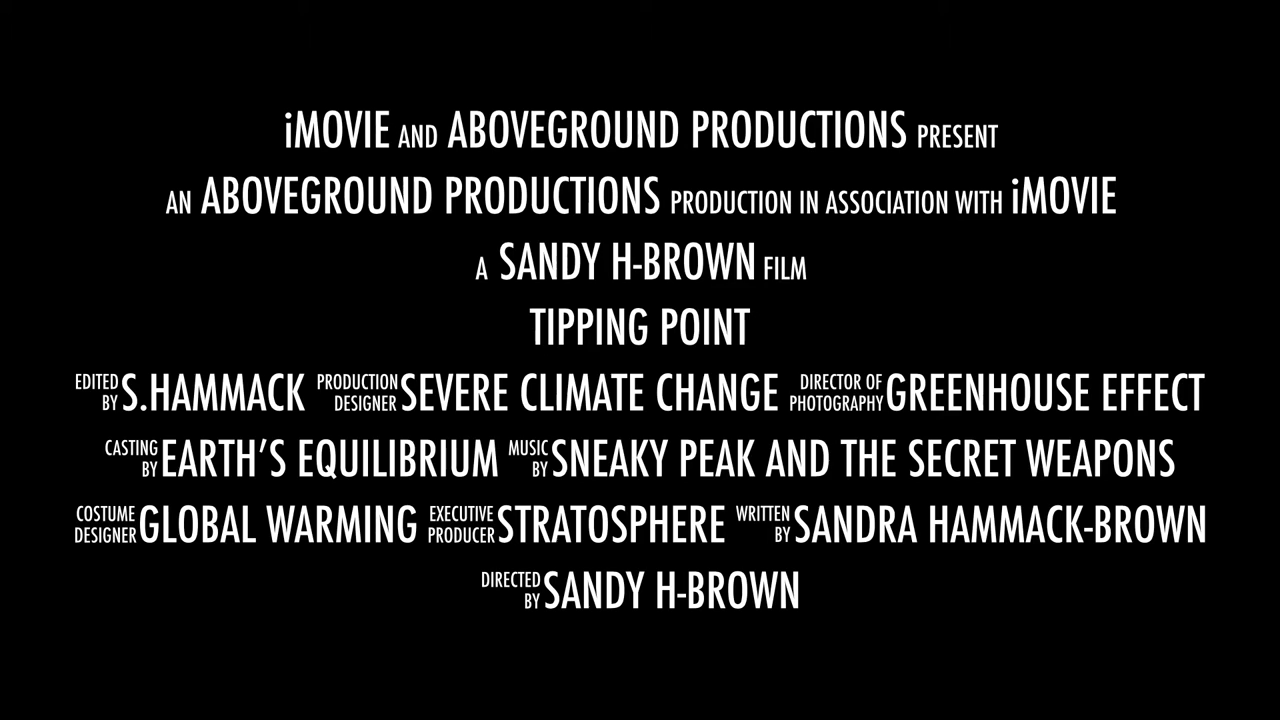 iMOVIE AND ABOVEGROUND PRODUCTIONS PRESENT
AN ABOVEGROUND PRODUCTIONS PRODUCTION IN ASSOCIATION WITH iMOVIE
A SANDY H-BROWN FILM
TIPPING POINT
EDITED BY S.HAMMACK PRODUCTION DESIGNER SEVERE CLIMATE CHANGE DIRECTOR OF PHOTOGRAPHY GREENHOUSE EFFECT
CASTING BY EARTH'S EQUILIBRIUM MUSIC BY SNEAKY PEAK AND THE SECRET WEAPONS
COSTUME DESIGNER GLOBAL WARMING EXECUTIVE PRODUCER STRATOSPHERE WRITTEN BY SANDRA HAMMACK-BROWN
DIRECTED BY SANDY H-BROWN